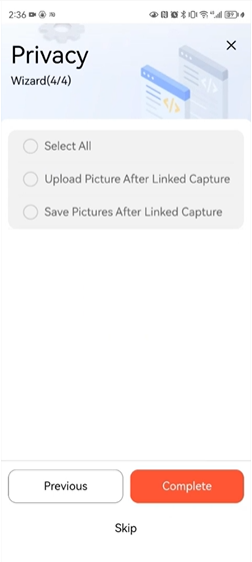 2:36
Privacy
Wizard(4/4)
Select All
Upload Picture After Linked Capture
Save Pictures After Linked Capture
Previous
Complete
Skip